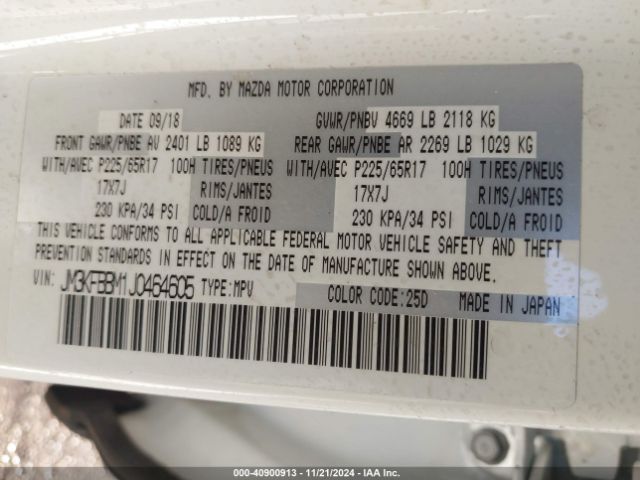 MFD. BY MAZDA MOTOR CORPORATION
DATE 09/18 GVWR/PNBV 4669 LB 2118 KG
FRONT GAWR/PNBE AV 2401 LB 1089 KG REAR GAWR/PNBE AR 2269 LB 1029 KG
WITH/AVEC P225/65R17 100H TIRES/PNEUS WITH/AVEC P225/65R17 100H TIRES/PNEUS
17X7J RIMS/JANTES 17X7J RIMS/JANTES
230 KPA/34 PSI COLD/A FROID 230 KPA/34 PSI COLD/A FROID
THIS VEHICLE CONFORMS TO ALL APPLICABLE FEDERAL MOTOR VEHICLE SAFETY AND THEFT
PREVENTION STANDARDS IN EFFECT ON THE DATE OF MANUFACTURE SHOWN ABOVE.
VIN: JM3KFBBM1J0464605 TYPE:MPV
COLOR CODE:25D MADE IN JAPAN
000-40900913 - 11/21/2024 - IAA Inc.